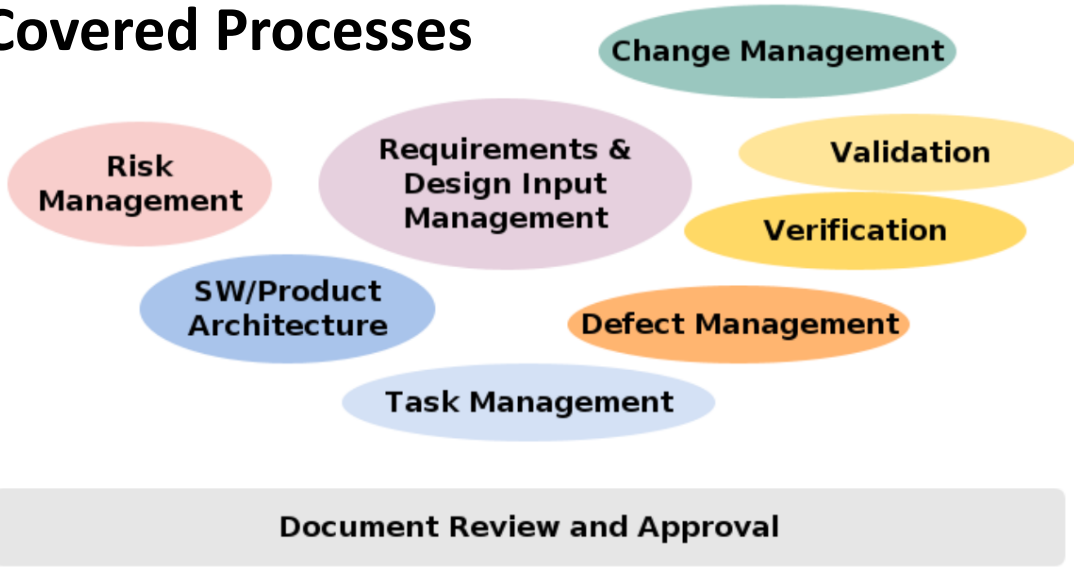 Covered Processes
Change Management
Risk
Management
Requirements &
Design Input
Management
Validation
Verification
SW/Product
Architecture
Defect Management
Task Management
Document Review and Approval